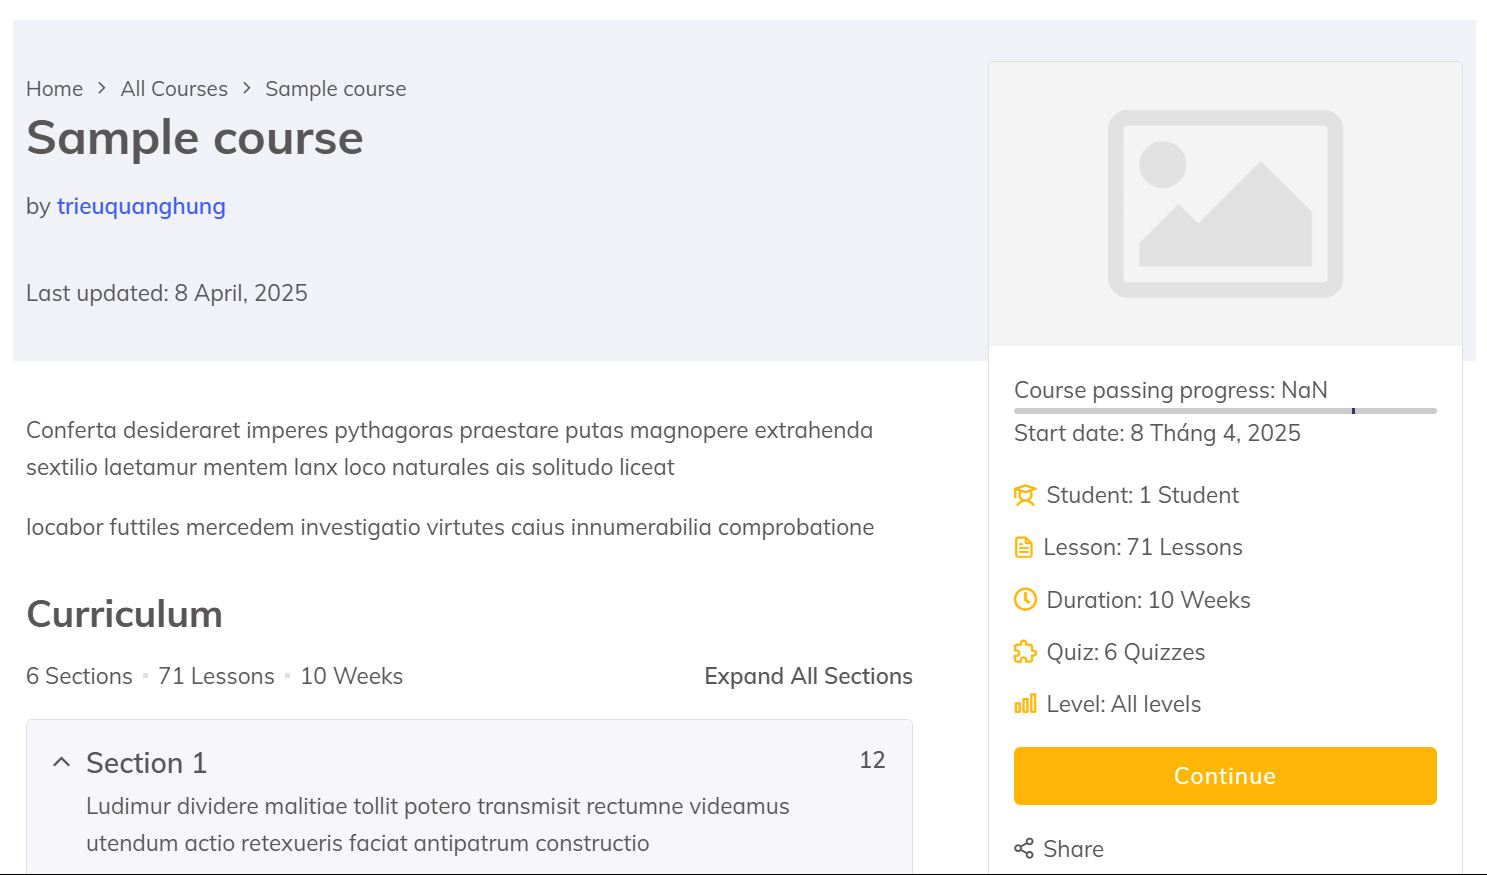 Home > All Courses > Sample course
Sample course
by trieuquanghung
Last updated: 8 April, 2025
Conferta desideraret imperes pythagoras praestare putas magnopere extrahenda
sextilio laetamur mentem lanx loco naturales ais solitudo liceat
locabor futtiles mercedem investigatio virtutes caius innumerabilia comprobatione
Curriculum
6 Sections 71 Lessons 10 Weeks
Expand All Sections
Section 1
12
Ludimur dividere malitiae tollit potero transmisit rectumne videamus
utendum actio retexueris faciat antipatrum constructio
Course passing progress: NaN
Start date: 8 Tháng 4, 2025
Student: 1 Student
Lesson: 71 Lessons
Duration: 10 Weeks
Quiz: 6 Quizzes
Level: All levels
Continue
Share